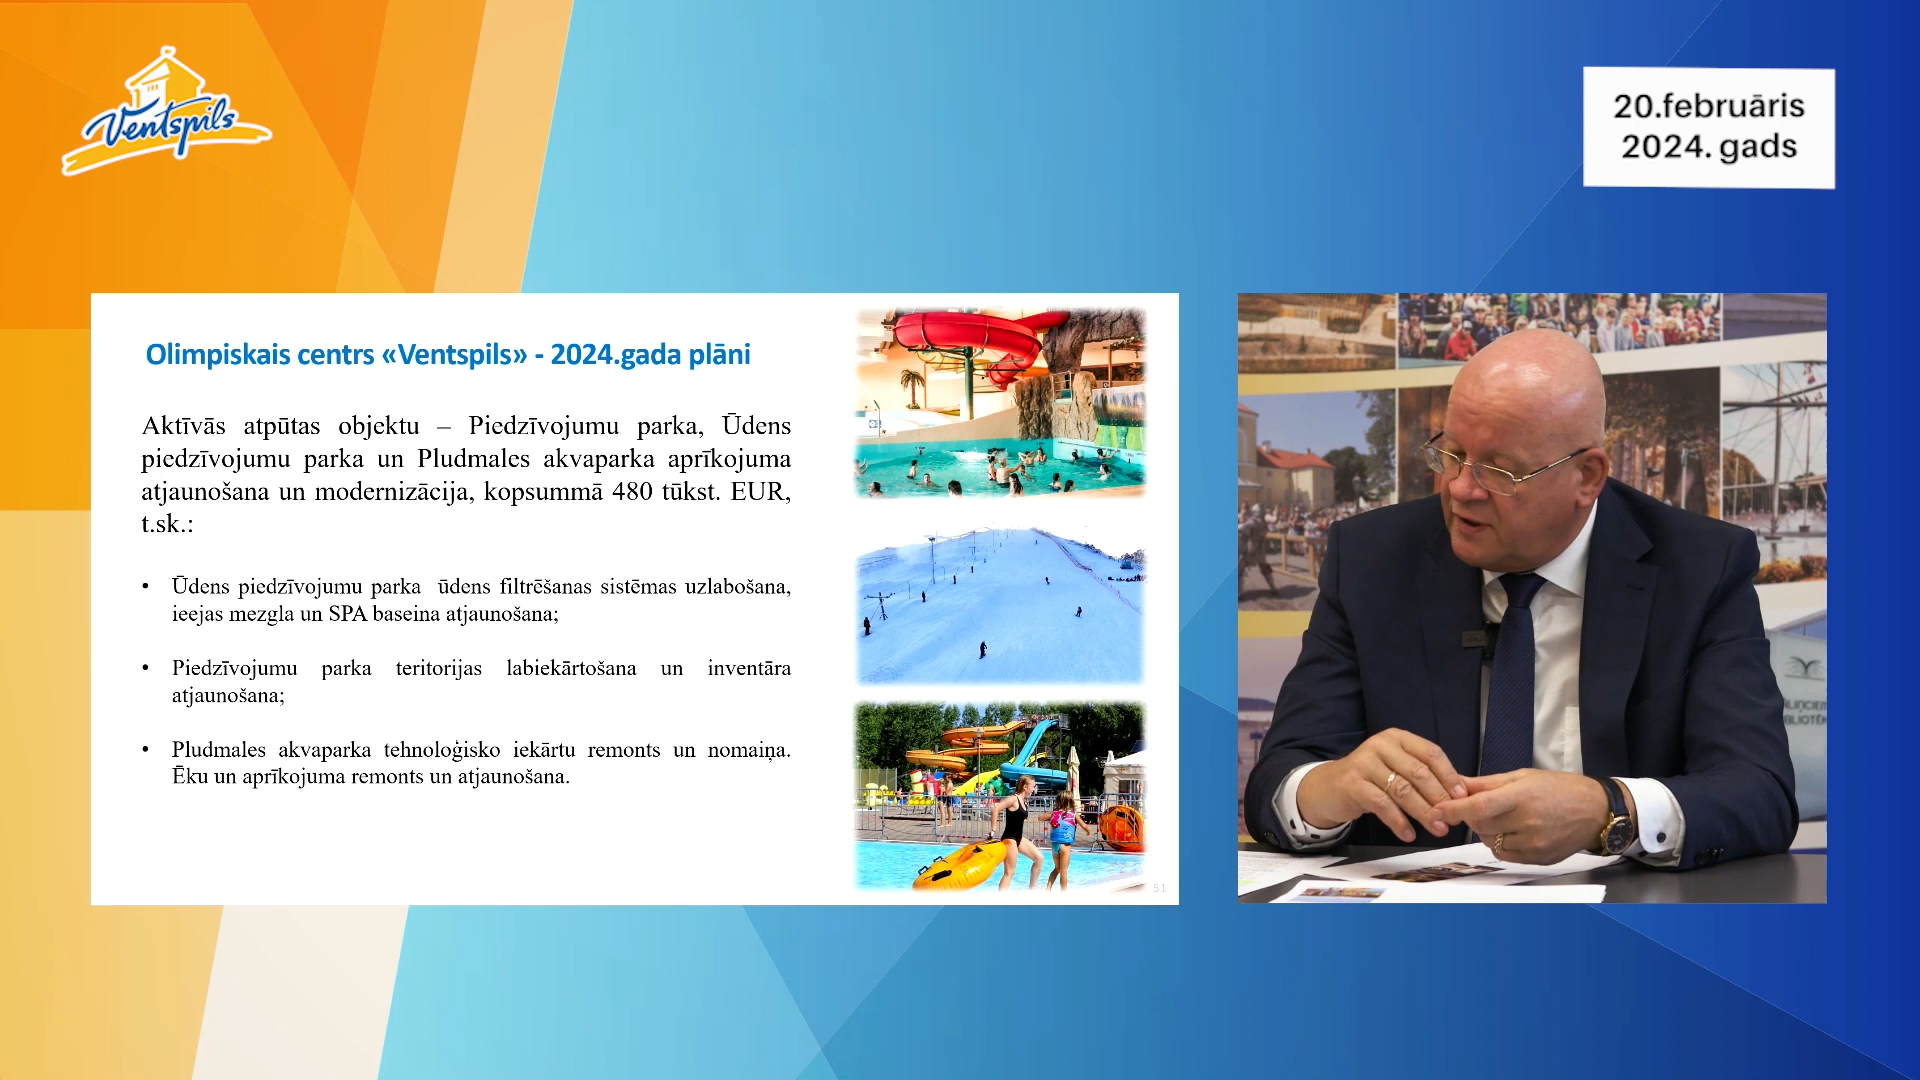 Ventspils
20.februāris
2024. gads
Olimpiskais centrs «Ventspils» - 2024.gada plāni
Aktīvās atpūtas objektu – Piedzīvojumu parka, Ūdens
piedzīvojumu parka un Pludmales akvaparka aprīkojuma
atjaunošana un modernizācija, kopsummā 480 tūkst. EUR,
t.sk.:
• Ūdens piedzīvojumu parka ūdens filtrēšanas sistēmas uzlabošana,
ieejas mezgla un SPA baseina atjaunošana;
• Piedzīvojumu parka teritorijas labiekārtošana un inventāra
atjaunošana;
• Pludmales akvaparka tehnoloģisko iekārtu remonts un nomaiņa.
Ēku un aprīkojuma remonts un atjaunošana.
51